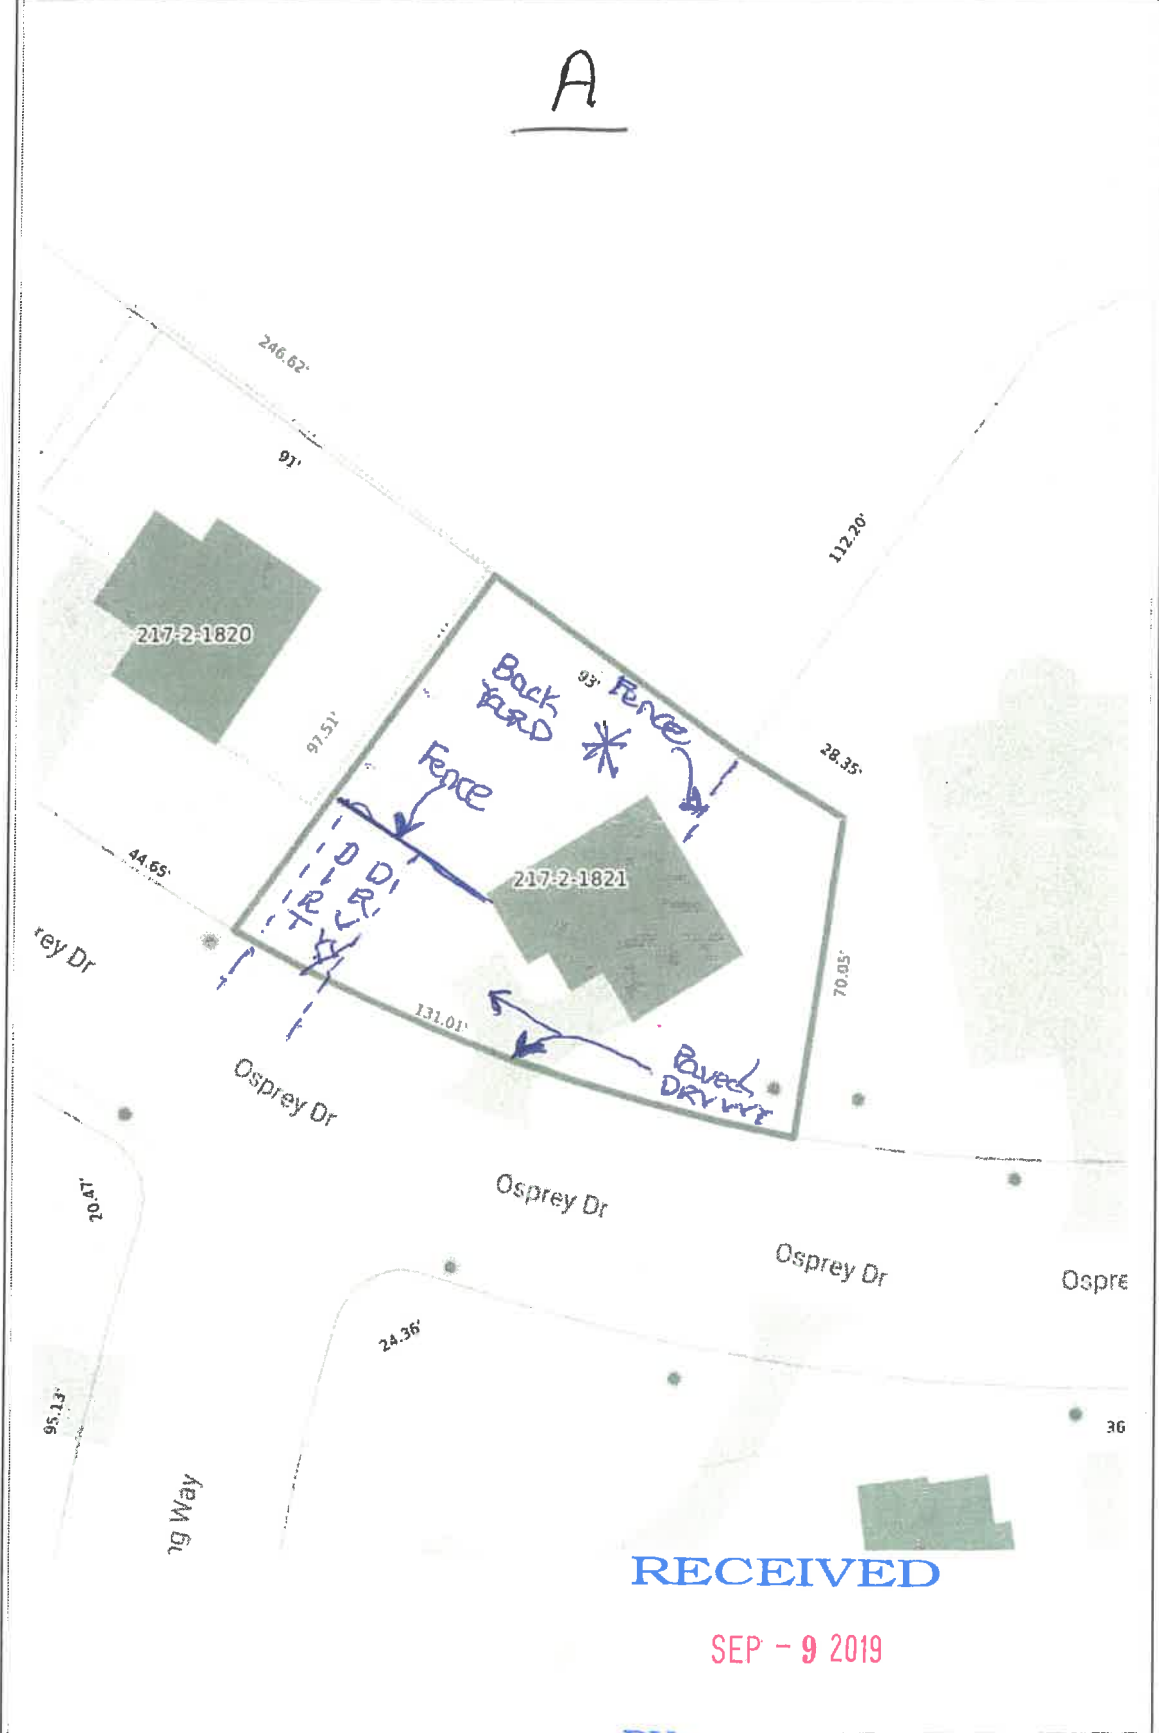 A
246.62'
91'
112.20'
217-2-1820
Back
YARD
93'
Fence
97.51'
Fence
28.35'
217-2-1821
44.65'
DIRT
DRVWY
rey Dr
70.05'
131.01'
Paved
DRVWY
Osprey Dr
20.47'
Osprey Dr
Osprey Dr
Ospre
24.36'
95.13'
36
ng Way
RECEIVED
SEP - 9 2019